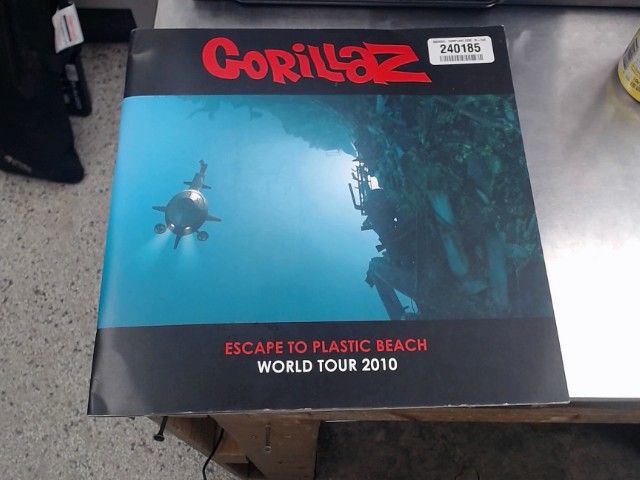 GORiLLaZ
240185
ESCAPE TO PLASTIC BEACH
WORLD TOUR 2010